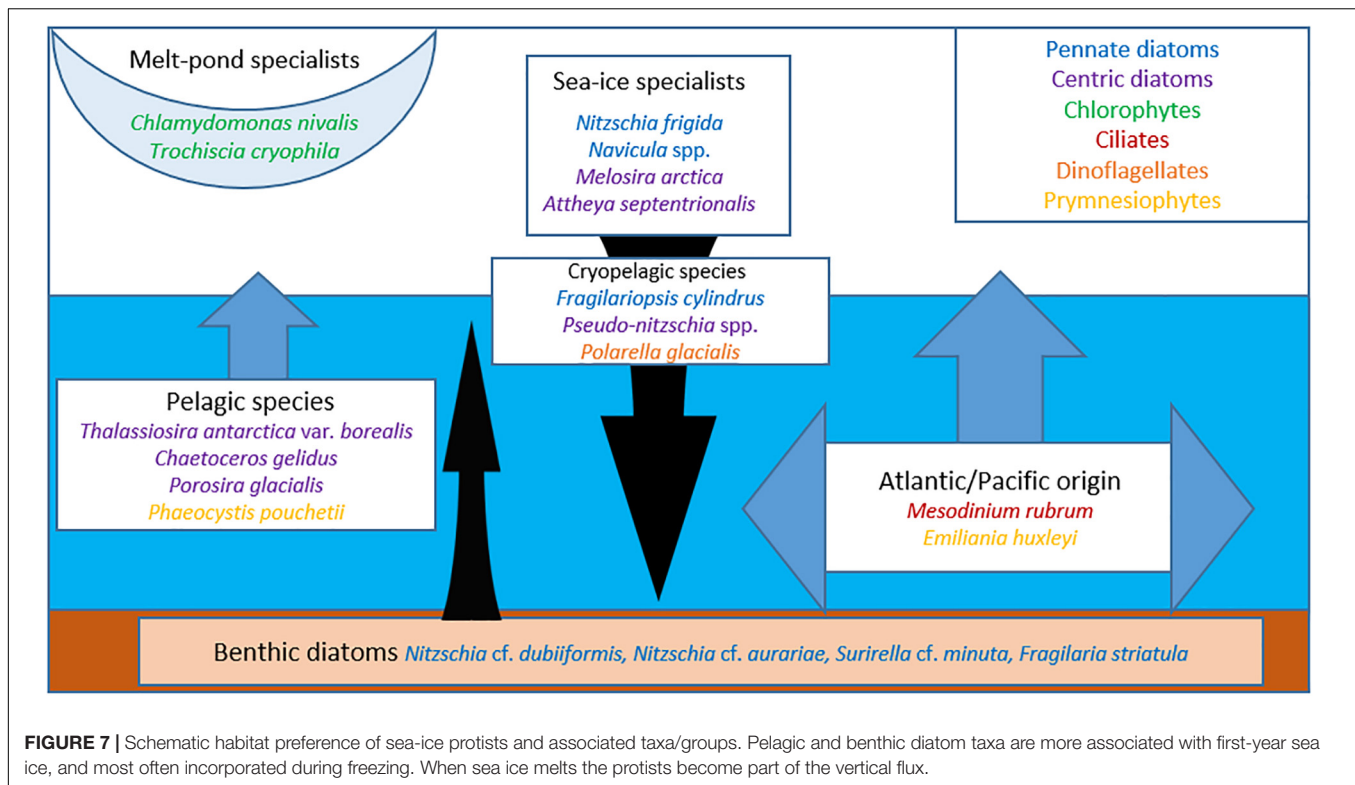 Melt-pond specialists
Chlamydomonas nivalis
Trochiscia cryophila
Sea-ice specialists
Nitzschia frigida
Navicula spp.
Melosira arctica
Attheya septentrionalis
Pennate diatoms
Centric diatoms
Chlorophytes
Ciliates
Dinoflagellates
Prymnesiophytes
Cryopelagic species
Fragilariopsis cylindrus
Pseudo-nitzschia spp.
Polarella glacialis
Pelagic species
Thalassiosira antarctica var. borealis
Chaetoceros gelidus
Porosira glacialis
Phaeocystis pouchetii
Atlantic/Pacific origin
Mesodinium rubrum
Emiliania huxleyi
Benthic diatoms Nitzschia cf. dubiiformis, Nitzschia cf. aurariae, Surirella cf. minuta, Fragilaria striatula
FIGURE 7 | Schematic habitat preference of sea-ice protists and associated taxa/groups. Pelagic and benthic diatom taxa are more associated with first-year sea
ice, and most often incorporated during freezing. When sea ice melts the protists become part of the vertical flux.